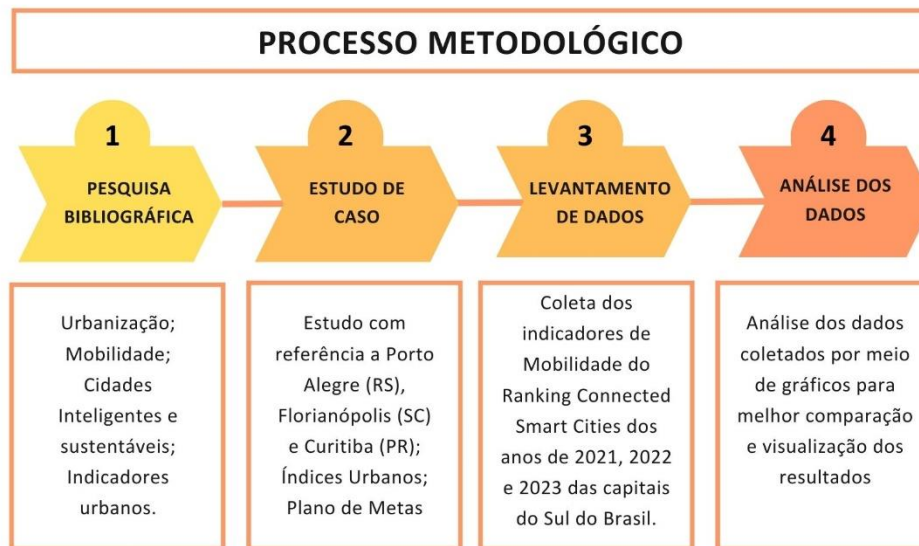 PROCESSO METODOLÓGICO
1
PESQUISA
BIBLIOGRÁFICA
Urbanização;
Mobilidade;
Cidades
Inteligentes e
sustentáveis;
Indicadores
urbanos.
2
ESTUDO DE
CASO
Estudo com
referência a Porto
Alegre (RS),
Florianópolis (SC)
e Curitiba (PR);
Índices Urbanos;
Plano de Metas
3
LEVANTAMENTO
DE DADOS
Coleta dos
indicadores de
Mobilidade do
Ranking Connected
Smart Cities dos
anos de 2021, 2022
e 2023 das capitais
do Sul do Brasil.
4
ANÁLISE DOS
DADOS
Análise dos dados
coletados por meio
de gráficos para
melhor comparação
e visualização dos
resultados